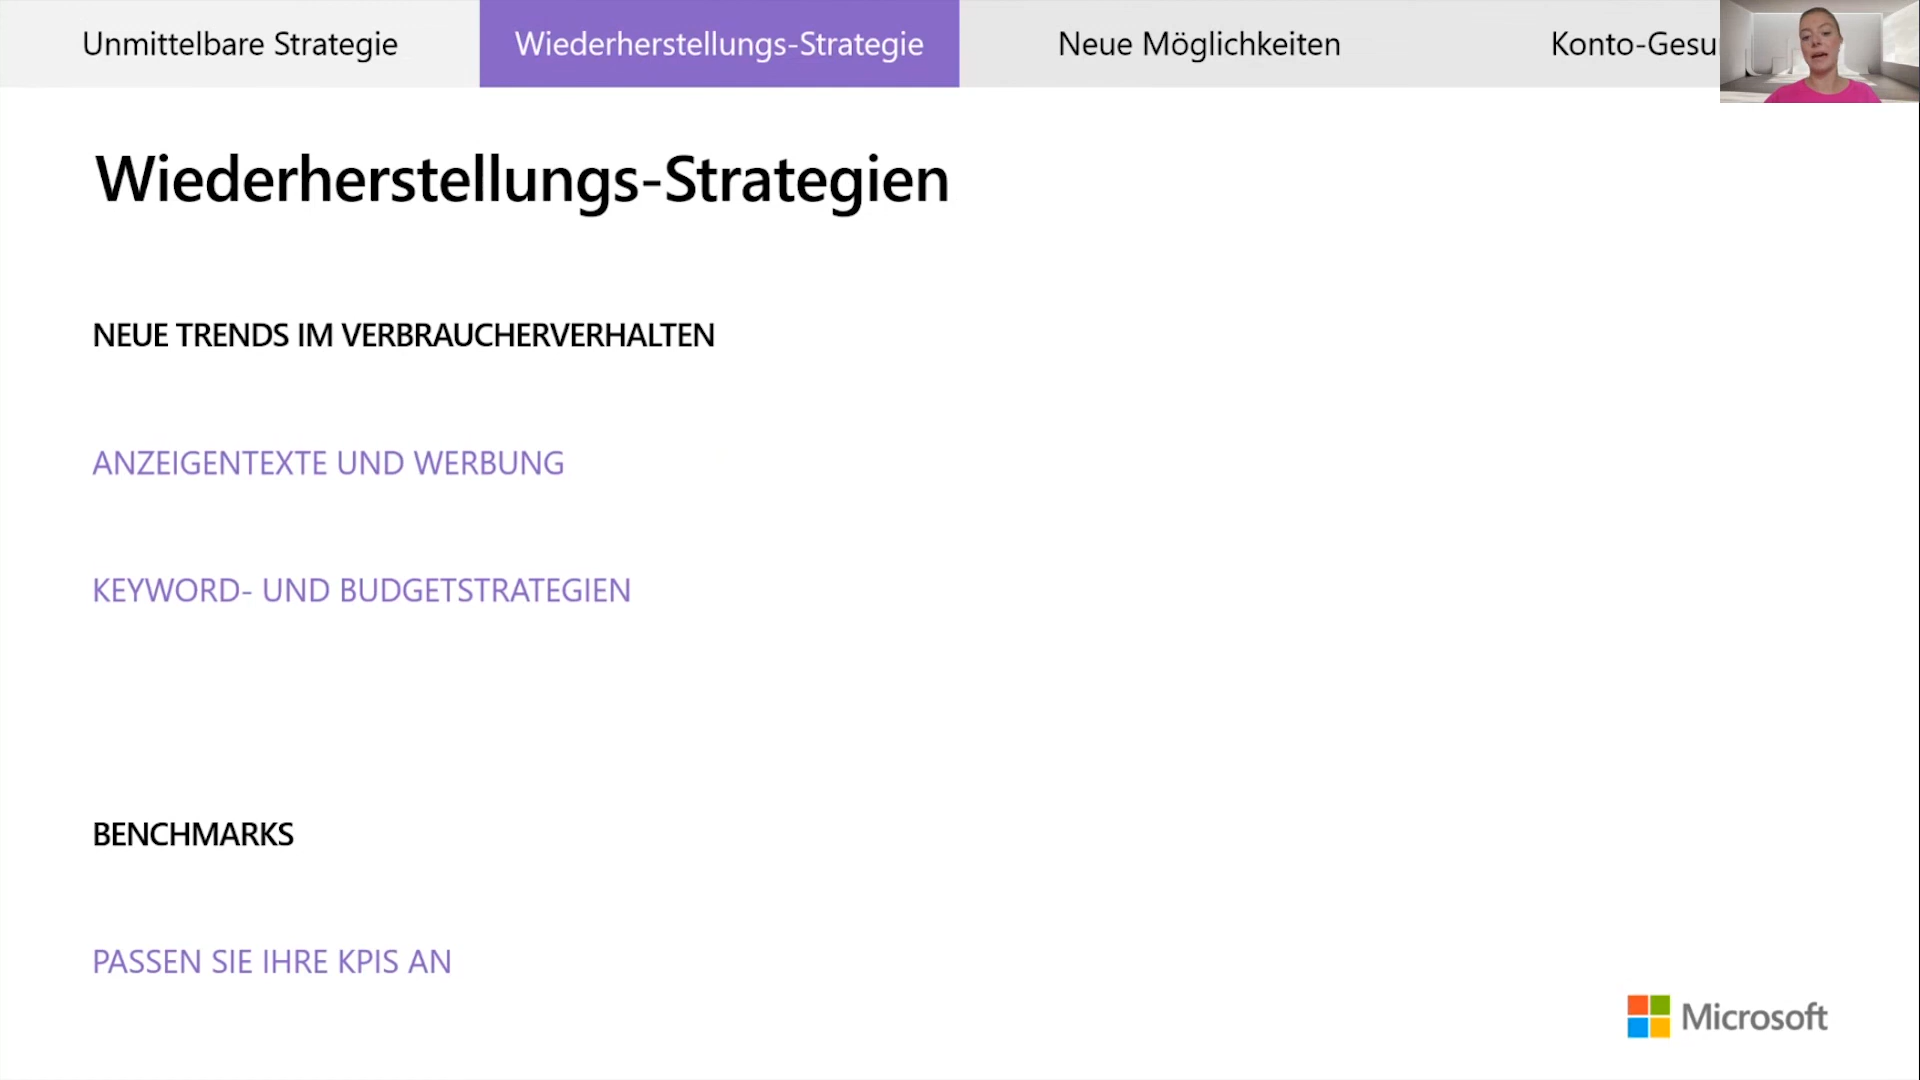 Unmittelbare Strategie
Wiederherstellungs-Strategie
Neue Möglichkeiten
Konto-Gesu
Wiederherstellungs-Strategien
NEUE TRENDS IM VERBRAUCHERVERHALTEN
ANZEIGENTEXTE UND WERBUNG
KEYWORD- UND BUDGETSTRATEGIEN
BENCHMARKS
PASSEN SIE IHRE KPIS AN
Microsoft